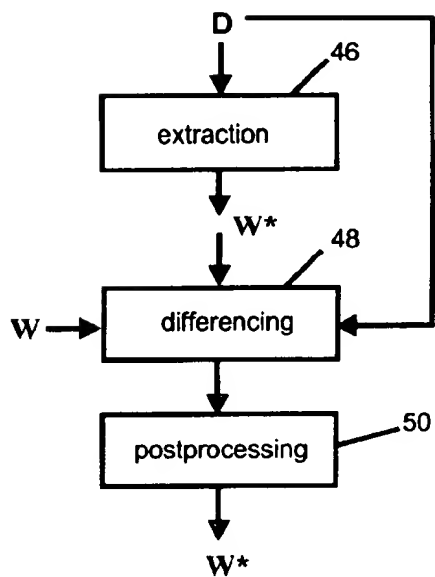 D
46
extraction
W*
48
W
differencing
50
postprocessing
W*